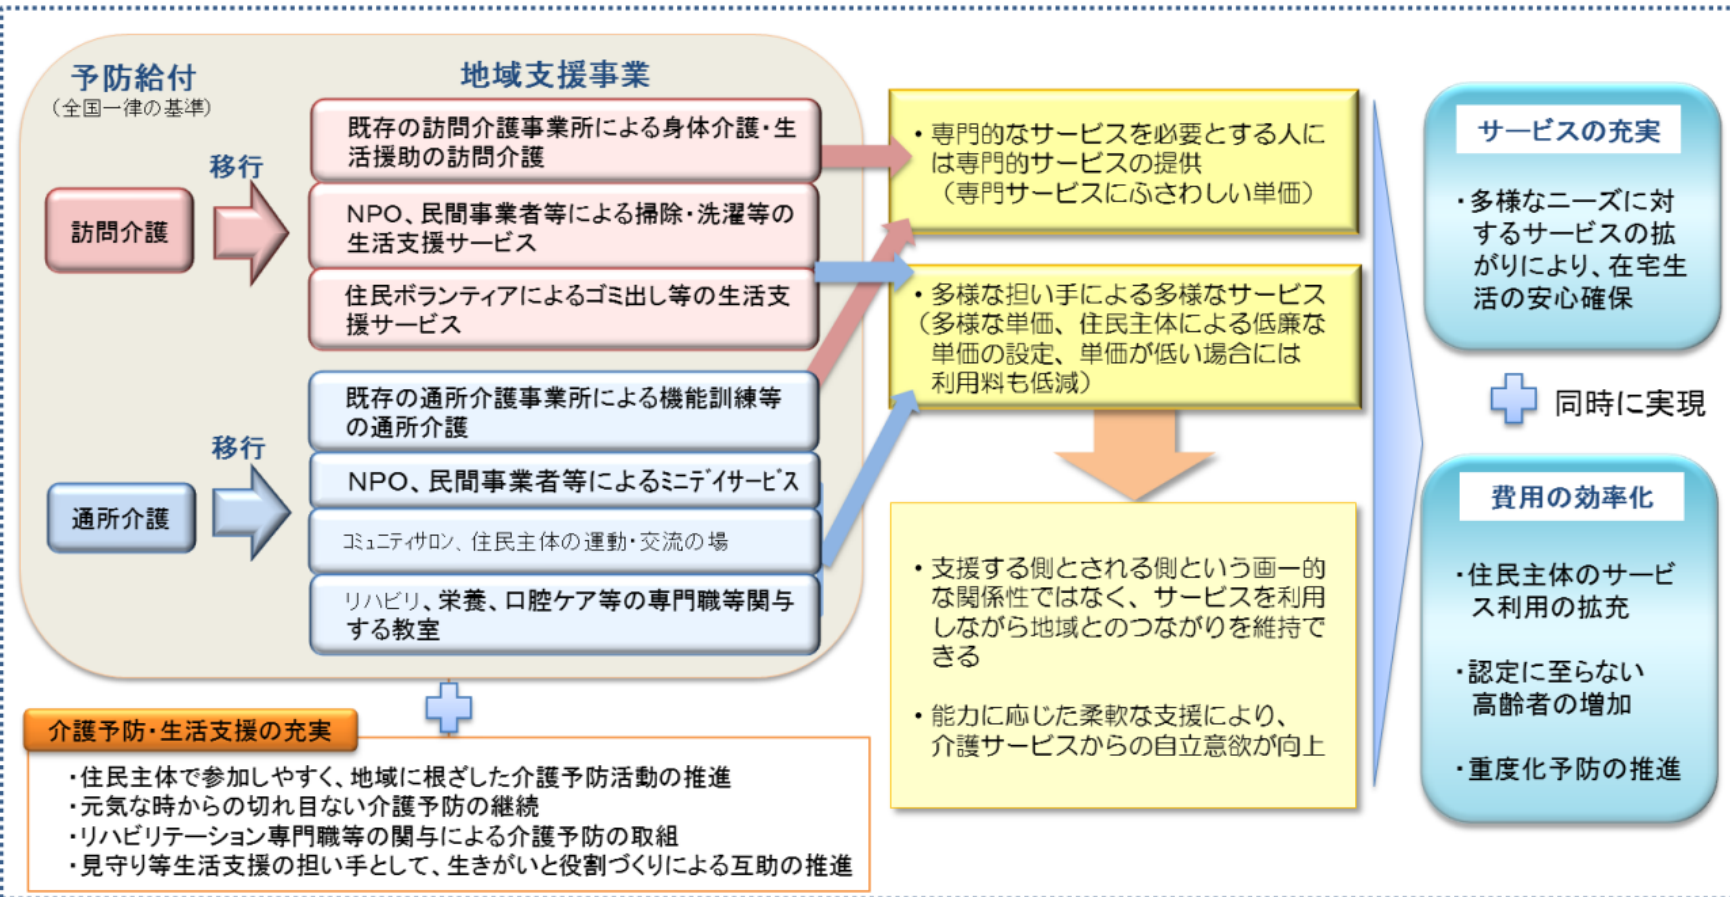 予防給付
(全国一律の基準)
地域支援事業
移行
訪問介護
既存の訪問介護事業所による身体介護・生
活援助の訪問介護
NPO、民間事業者等による掃除・洗濯等の
生活支援サービス
住民ボランティアによるゴミ出し等の生活支
援サービス
移行
通所介護
既存の通所介護事業所による機能訓練等
の通所介護
NPO、民間事業者等によるﾐﾆﾃﾞｲｻｰﾋﾞｽ
ｺﾐｭﾆﾃｨｻﾛﾝ、住民主体の運動・交流の場
リハビリ、栄養、口腔ケア等の専門職等関与
する教室
介護予防・生活支援の充実
・住民主体で参加しやすく、地域に根ざした介護予防活動の推進
・元気な時からの切れ目ない介護予防の継続
・リハビリテーション専門職等の関与による介護予防の取組
・見守り等生活支援の担い手として、生きがいと役割づくりによる互助の推進
・専門的なサービスを必要とする人に
は専門的サービスの提供
(専門サービスにふさわしい単価)
・多様な担い手による多様なサービス
(多様な単価、住民主体による低廉な
単価の設定、単価が低い場合には
利用料も低減)
・支援する側とされる側という画一的
な関係性ではなく、サービスを利用
しながら地域とのつながりを維持で
きる
・能力に応じた柔軟な支援により、
介護サービスからの自立意欲が向上
サービスの充実
・多様なニーズに対
するサービスの拡
がりにより、在宅生
活の安心確保
同時に実現
費用の効率化
・住民主体のサービ
ス利用の拡充
・認定に至らない
高齢者の増加
・重度化予防の推進